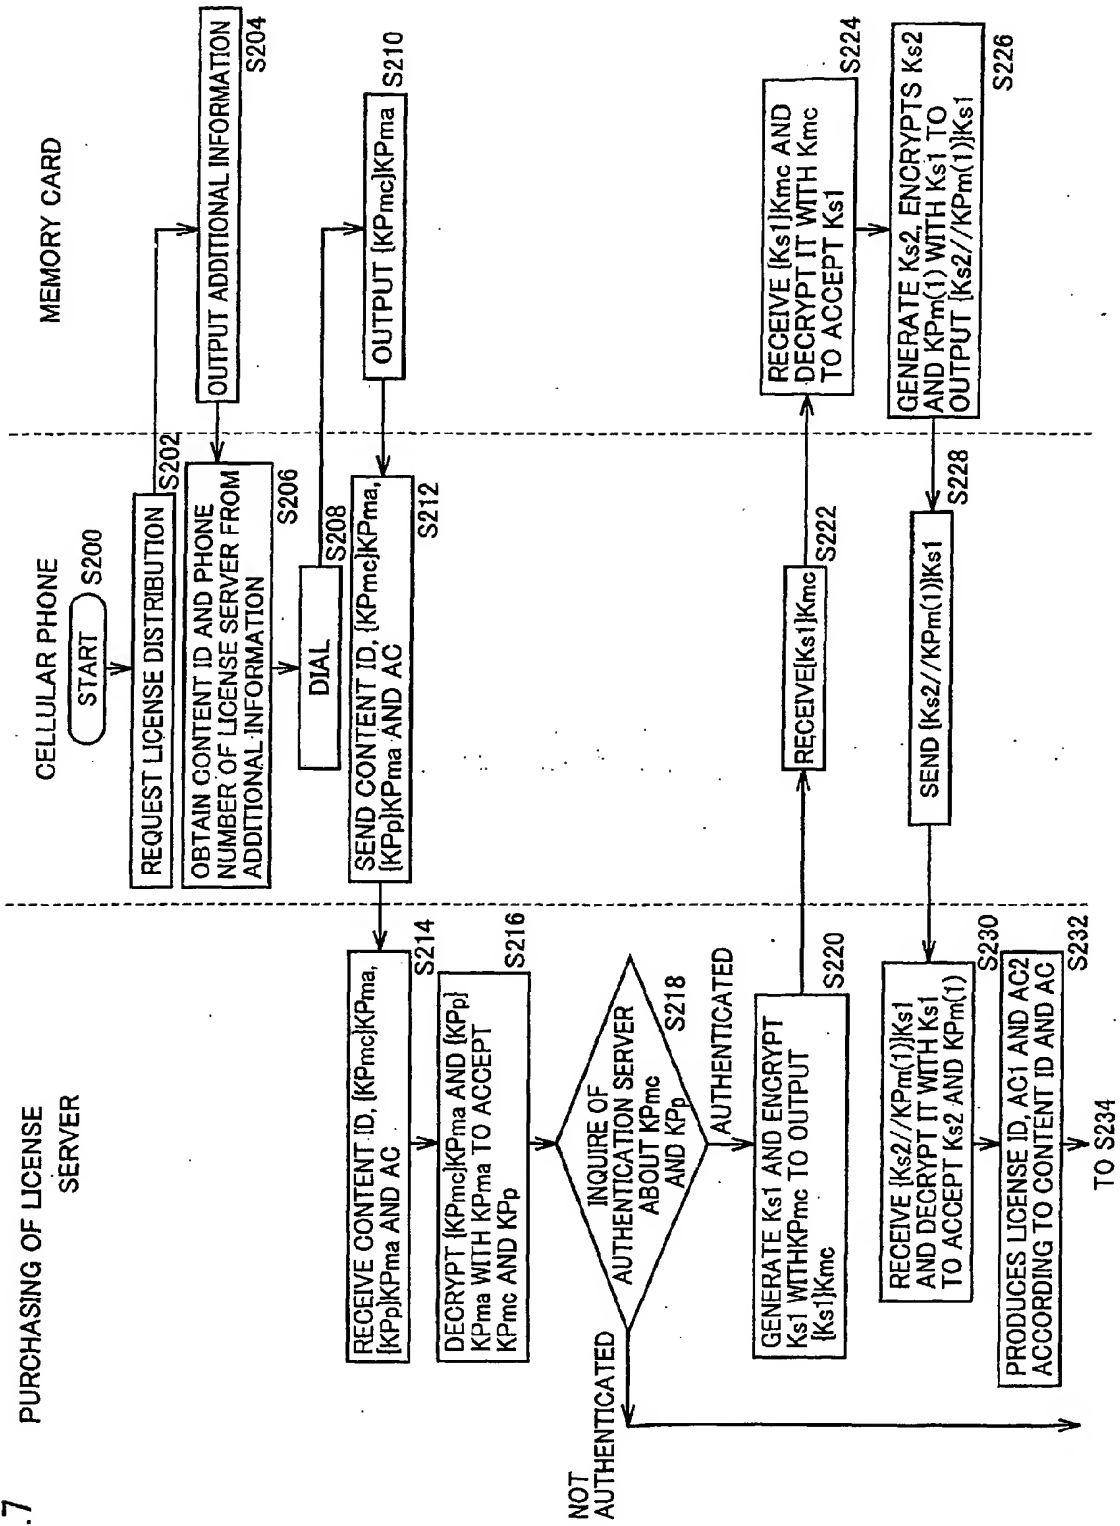 .7
PURCHASING OF LICENSE
SERVER
CELLULAR PHONE
MEMORY CARD
START
S200
REQUEST LICENSE DISTRIBUTION
S202
OUTPUT ADDITIONAL INFORMATION
S204
OBTAIN CONTENT ID AND PHONE
NUMBER OF LICENSE SERVER FROM
ADDITIONAL INFORMATION
S206
DIAL
S208
OUTPUT {KPmc}KPma
S210
SEND CONTENT ID, {KPmc}KPma,
{KPp}KPma AND AC
S212
RECEIVE CONTENT ID, {KPmc}KPma,
{KPp}KPma AND AC
S214
DECRYPT {KPmc}KPma AND {KPp}
KPma WITH KPma TO ACCEPT
KPmc AND KPp
S216
INQUIRE OF
AUTHENTICATION SERVER
ABOUT KPmc
AND KPp
S218
NOT
AUTHENTICATED
AUTHENTICATED
GENERATE Ks1 AND ENCRYPT
Ks1 WITHKPmc TO OUTPUT
{Ks1}Kmc
S220
RECEIVE{Ks1}Kmc
S222
RECEIVE {Ks1}Kmc AND
DECRYPT IT WITH Kmc
TO ACCEPT Ks1
S224
GENERATE Ks2, ENCRYPTS Ks2
AND KPm(1) WITH Ks1 TO
OUTPUT {Ks2//KPm(1)}Ks1
S226
SEND {Ks2//KPm(1)}Ks1
S228
RECEIVE {Ks2//KPm(1)}Ks1
AND DECRYPT IT WITH Ks1
TO ACCEPT Ks2 AND KPm(1)
S230
PRODUCES LICENSE ID, AC1 AND AC2
ACCORDING TO CONTENT ID AND AC
S232
TO S234